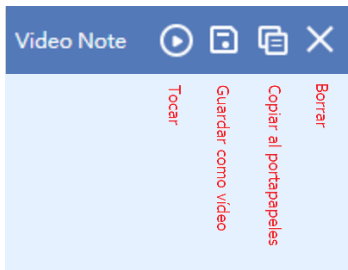 Video Note
Tocar
Guardar como vídeo
Copiar al portapapeles
Borrar